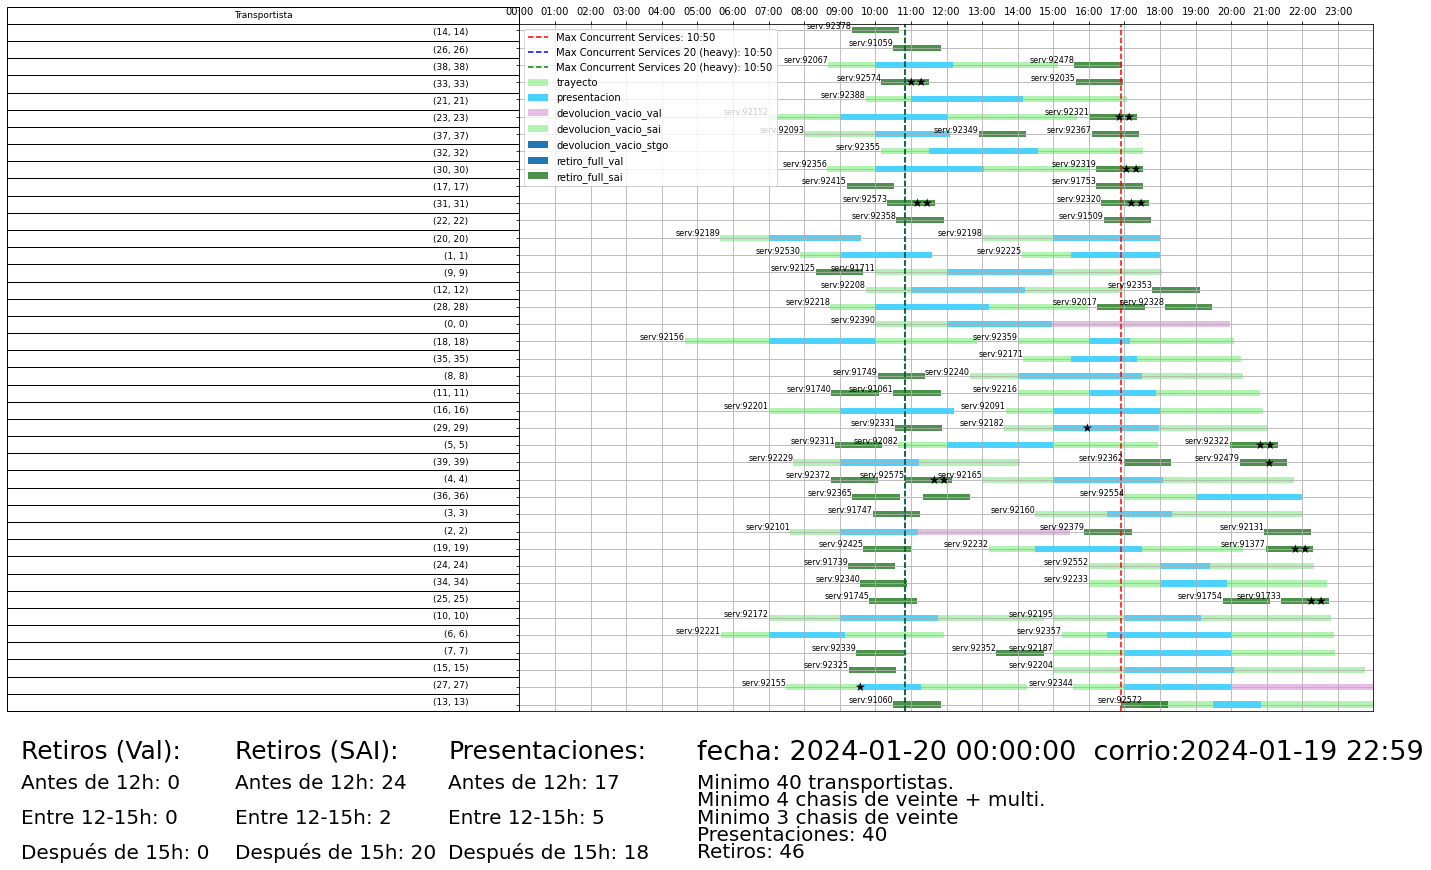 Transportista 00:00 01:00 02:00 03:00 04:00 05:00 06:00 07:00 08:00 09:00 10:00 11:00 12:00 13:00 14:00 15:00 16:00 17:00 18:00 19:00 20:00 21:00 22:00 23:00
Max Concurrent Services: 10:50
Max Concurrent Services 20 (heavy): 10:50
Max Concurrent Services 20 (heavy): 10:50
trayecto
presentacion
devolucion_vacio_val
devolucion_vacio_sai
devolucion_vacio_stgo
retiro_full_val
retiro_full_sai
(14, 14) serv:92378
(26, 26) serv:91059
(38, 38) serv:92067 serv:92478
(33, 33) serv:92574 serv:92035
(21, 21) serv:92388
(23, 23) serv:92152 serv:92321
(37, 37) serv:92093 serv:92349 serv:92367
(32, 32) serv:92355
(30, 30) serv:92356 serv:92319
(17, 17) serv:92415 serv:91753
(31, 31) serv:92573 serv:92320
(22, 22) serv:92358 serv:91509
(20, 20) serv:92189 serv:92198
(1, 1) serv:92530 serv:92225
(9, 9) serv:92125 serv:91711
(12, 12) serv:92208 serv:92353
(28, 28) serv:92218 serv:92017 serv:92328
(0, 0) serv:92390
(18, 18) serv:92156 serv:92359
(35, 35) serv:92171
(8, 8) serv:91749 serv:92240
(11, 11) serv:91740 serv:91061 serv:92216
(16, 16) serv:92201 serv:92091
(29, 29) serv:92331 serv:92182
(5, 5) serv:92311 serv:92082 serv:92322
(39, 39) serv:92229 serv:92362 serv:92479
(4, 4) serv:92372 serv:92575 serv:92165
(36, 36) serv:92365 serv:92554
(3, 3) serv:91747 serv:92160
(2, 2) serv:92101 serv:92379 serv:92131
(19, 19) serv:92425 serv:92232 serv:91377
(24, 24) serv:91739 serv:92552
(34, 34) serv:92340 serv:92233
(25, 25) serv:91745 serv:91754 serv:91733
(10, 10) serv:92172 serv:92195
(6, 6) serv:92221 serv:92357
(7, 7) serv:92339 serv:92352 serv:92187
(15, 15) serv:92325 serv:92204
(27, 27) serv:92155 serv:92344
(13, 13) serv:91060 serv:92572
Retiros (Val):
Antes de 12h: 0
Entre 12-15h: 0
Después de 15h: 0
Retiros (SAI):
Antes de 12h: 24
Entre 12-15h: 2
Después de 15h: 20
Presentaciones:
Antes de 12h: 17
Entre 12-15h: 5
Después de 15h: 18
fecha: 2024-01-20 00:00:00 corrio:2024-01-19 22:59
Minimo 40 transportistas.
Minimo 4 chasis de veinte + multi.
Minimo 3 chasis de veinte
Presentaciones: 40
Retiros: 46